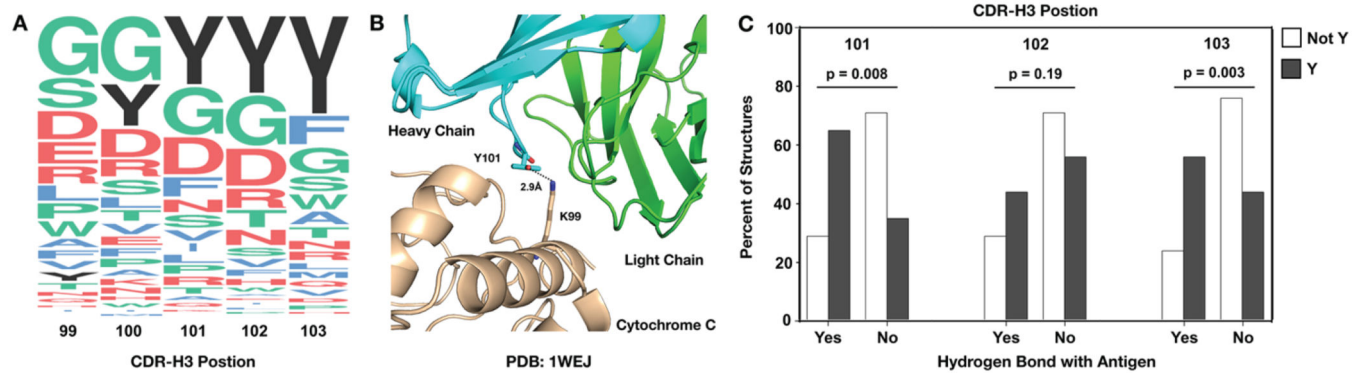 A
G G Y Y Y
S Y G G F
D D D D G
E R F R S
R S N T W
L L S N A
P V Y S T
W E I V N
99 100 101 102 103
CDR-H3 Postion
B
Heavy Chain
Y101
2.9Å
K99
Light Chain
Cytochrome C
PDB: 1WEJ
C
CDR-H3 Postion
Percent of Structures
100
80
60
40
20
0
101
p = 0.008
102
p = 0.19
103
p = 0.003
Not Y
Y
Yes No Yes No Yes No
Hydrogen Bond with Antigen